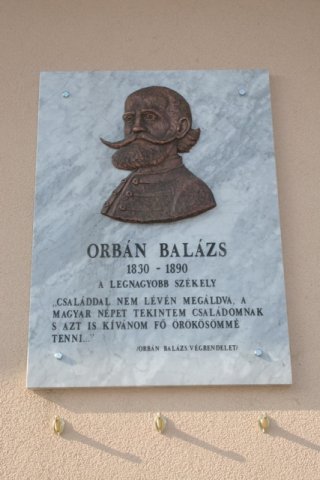 ORBÁN BALÁZS
1830 - 1890
A LEGNAGYOBB SZÉKELY
„CSALÁDDAL NEM LÉVÉN MEGÁLDVA, A
MAGYAR NÉPET TEKINTEM CSALÁDOMNAK
S AZT IS KÍVÁNOM FŐ ÖRÖKÖSÖMMÉ
TENNI..."
/ORBÁN BALÁZS VÉGRENDELET/